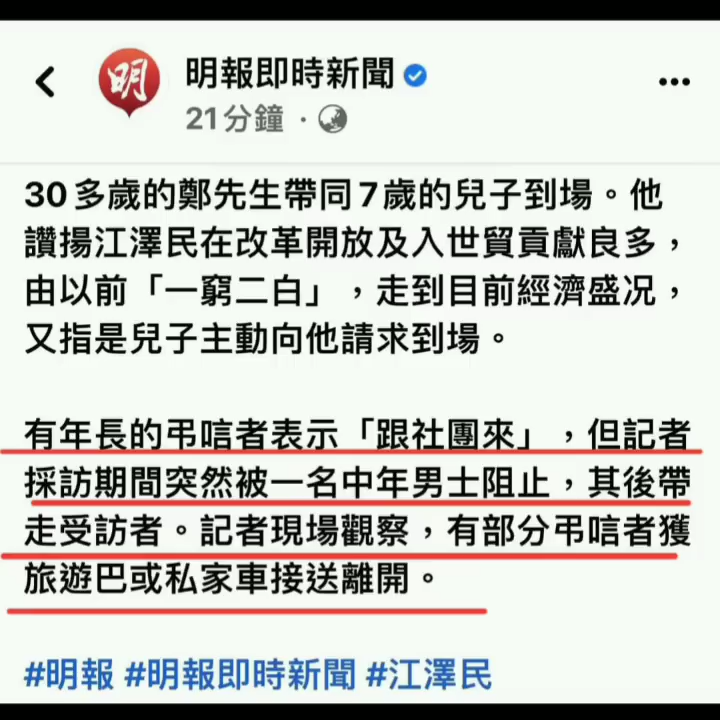 明
明報即時新聞
21分鐘 ·
30多歲的鄭先生帶同7歲的兒子到場。他
讚揚江澤民在改革開放及入世貿貢獻良多，
由以前「一窮二白」，走到目前經濟盛況，
又指是兒子主動向他請求到場。
有年長的弔唁者表示「跟社團來」，但記者
採訪期間突然被一名中年男士阻止，其後帶
走受訪者。記者現場觀察，有部分弔唁者獲
旅遊巴或私家車接送離開。
#明報 #明報即時新聞 #江澤民